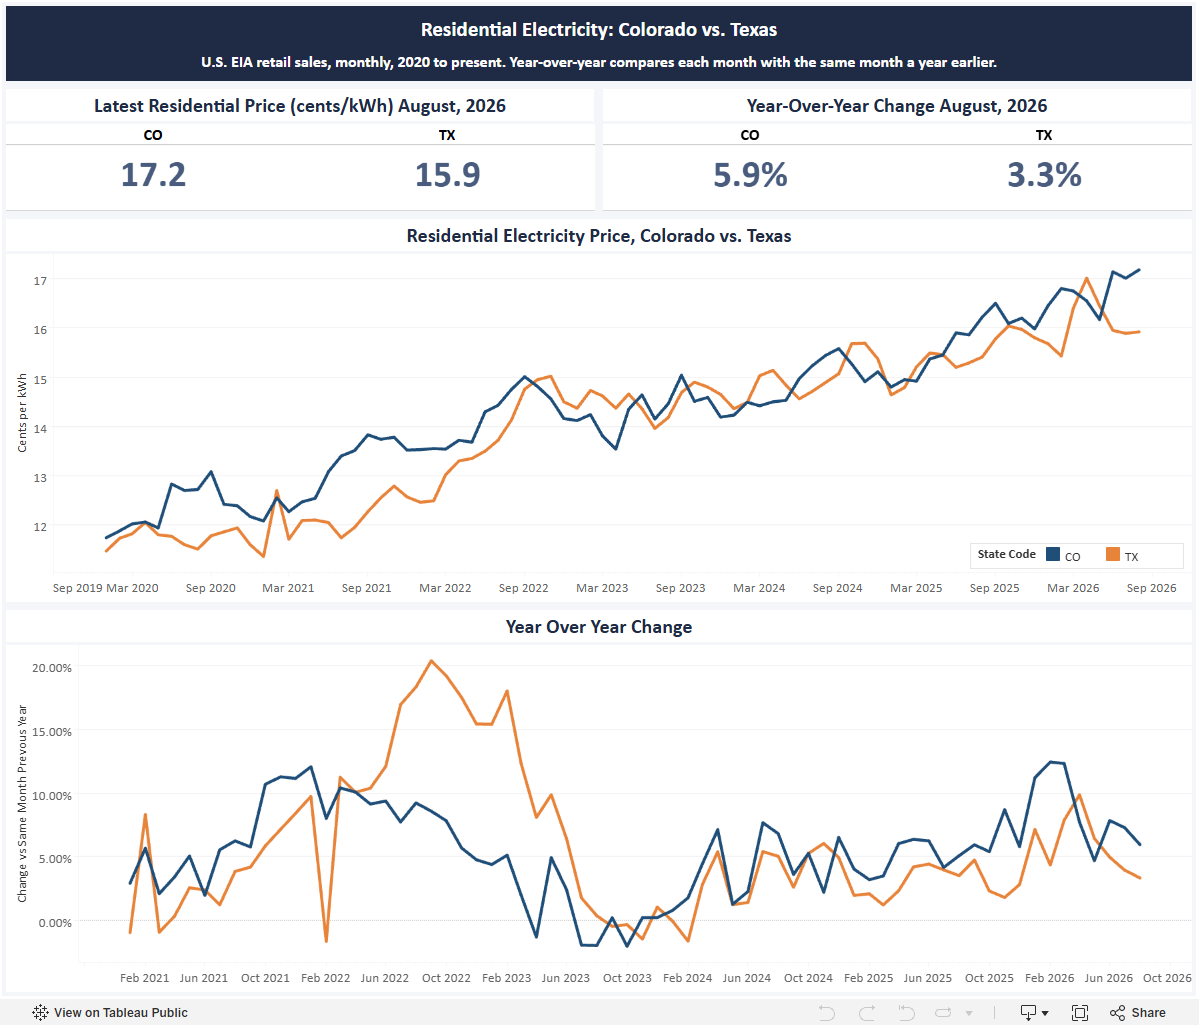 Residential Electricity: Colorado vs. Texas
U.S. EIA retail sales, monthly, 2020 to present. Year-over-year compares each month with the same month a year earlier.
Latest Residential Price (cents/kWh) August, 2026
CO TX
17.2 15.9
Year-Over-Year Change August, 2026
CO TX
5.9% 3.3%
Residential Electricity Price, Colorado vs. Texas
Cents per kWh
17
16
15
14
13
12
State Code CO TX
Sep 2019 Mar 2020 Sep 2020 Mar 2021 Sep 2021 Mar 2022 Sep 2022 Mar 2023 Sep 2023 Mar 2024 Sep 2024 Mar 2025 Sep 2025 Mar 2026 Sep 2026
Year Over Year Change
Change vs Same Month Prevous Year
20.00%
15.00%
10.00%
5.00%
0.00%
Feb 2021 Jun 2021 Oct 2021 Feb 2022 Jun 2022 Oct 2022 Feb 2023 Jun 2023 Oct 2023 Feb 2024 Jun 2024 Oct 2024 Feb 2025 Jun 2025 Oct 2025 Feb 2026 Jun 2026 Oct 2026
View on Tableau Public
Share